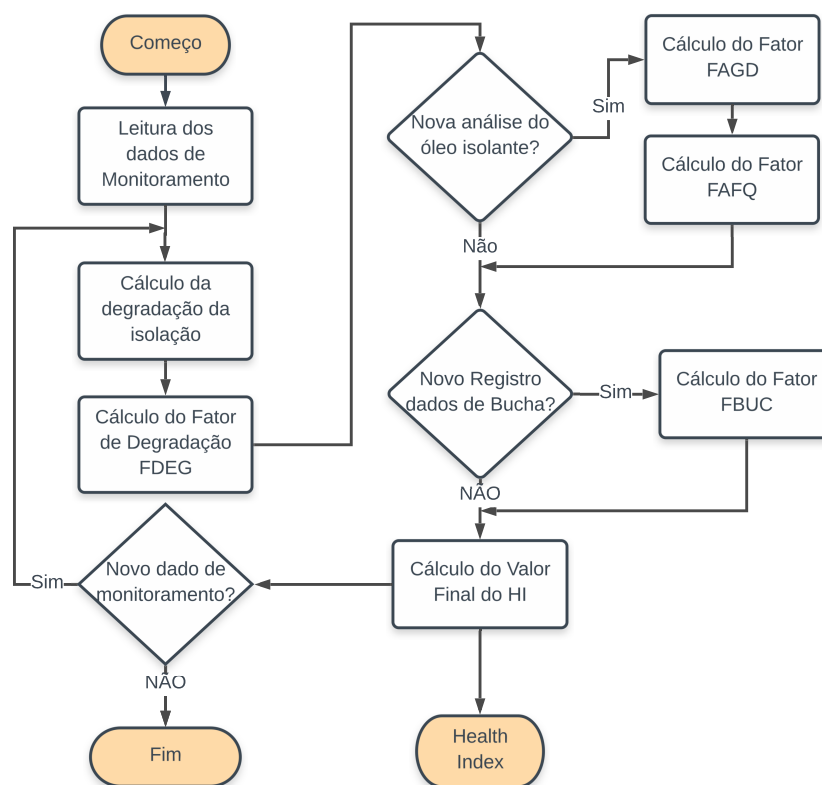 Começo
Leitura dos
dados de
Monitoramento
Cálculo da
degradação da
isolação
Cálculo do Fator
de Degradação
FDEG
Nova análise do
óleo isolante?
Sim
Cálculo do Fator
FAGD
Cálculo do Fator
FAFQ
Não
Novo Registro
dados de Bucha?
Sim
Cálculo do Fator
FBUC
NÃO
Cálculo do Valor
Final do HI
Novo dado de
monitoramento?
Sim
NÃO
Fim
Health
Index